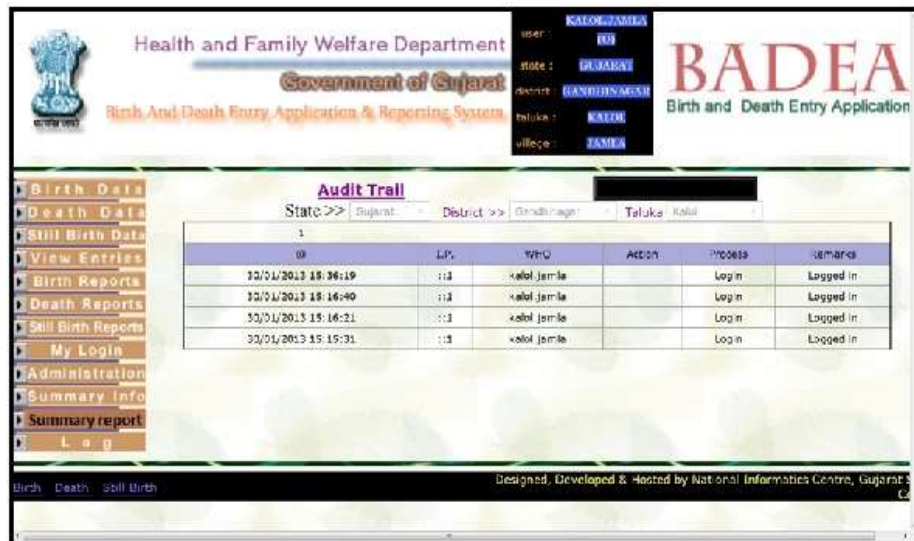 Health and Family Welfare Department
Government of Gujarat
Birth And Death Entry Application & Reporting System
user : KALOL.JAMLA
state : GUJARAT
district : GANDHINAGAR
taluka : KALOL
village : JAMLA
BADEA
Birth and Death Entry Application
Birth Data
Death Data
Still Birth Data
View Entries
Birth Reports
Death Reports
Still Birth Reports
My Login
Administration
Summary Info
Summary report
Log
Audit Trail
State >> Gujarat District >> Gandhinagar Taluka Kalol
1
@ I.P. WHO Action Process Remarks
30/01/2013 15:36:19 ::1 kalol.jamla Login Logged In
30/01/2013 15:16:40 ::1 kalol.jamla Login Logged In
30/01/2013 15:16:21 ::1 kalol.jamla Login Logged In
30/01/2013 15:15:31 ::1 kalol.jamla Login Logged In
Birth Death Still Birth
Designed, Developed & Hosted by National Informatics Centre, Gujarat